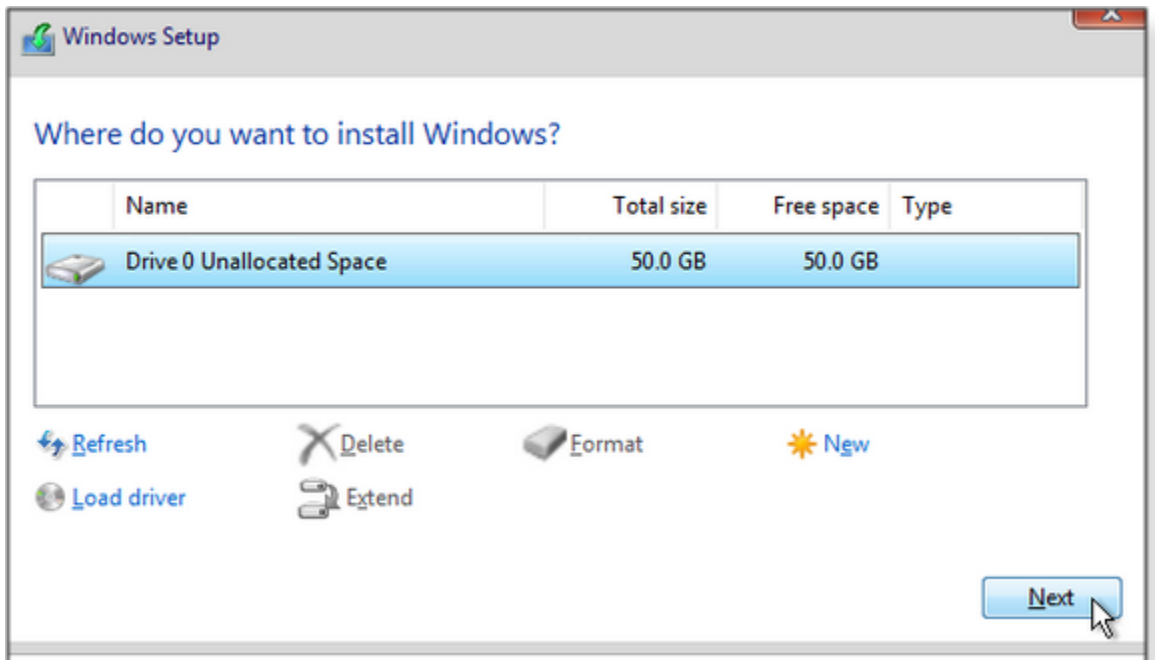 Windows Setup
Where do you want to install Windows?
Name Total size Free space Type
Drive 0 Unallocated Space 50.0 GB 50.0 GB
Refresh Delete Format New
Load driver Extend
Next